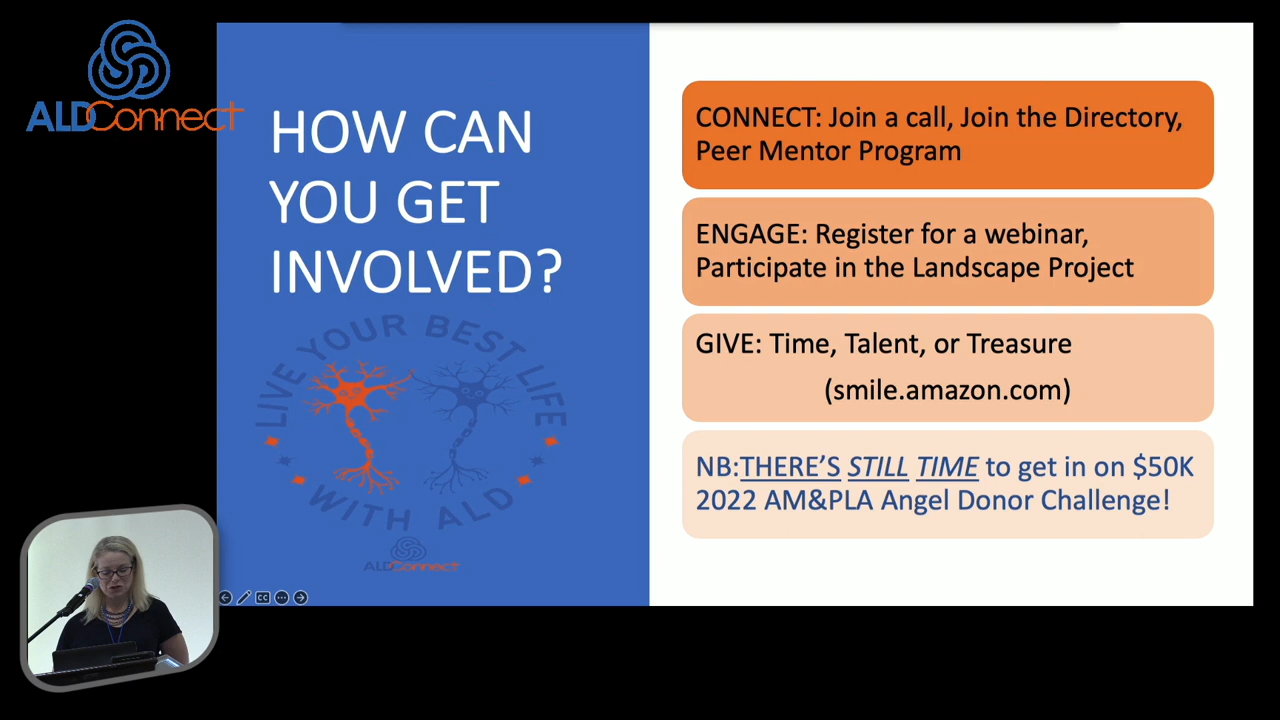 ALDConnect
HOW CAN
YOU GET
INVOLVED?
LIVE YOUR BEST LIFE
WITH ALD
ALDConnect
CONNECT: Join a call, Join the Directory,
Peer Mentor Program
ENGAGE: Register for a webinar,
Participate in the Landscape Project
GIVE: Time, Talent, or Treasure
(smile.amazon.com)
NB:THERE'S STILL TIME to get in on $50K
2022 AM&PLA Angel Donor Challenge!
CC